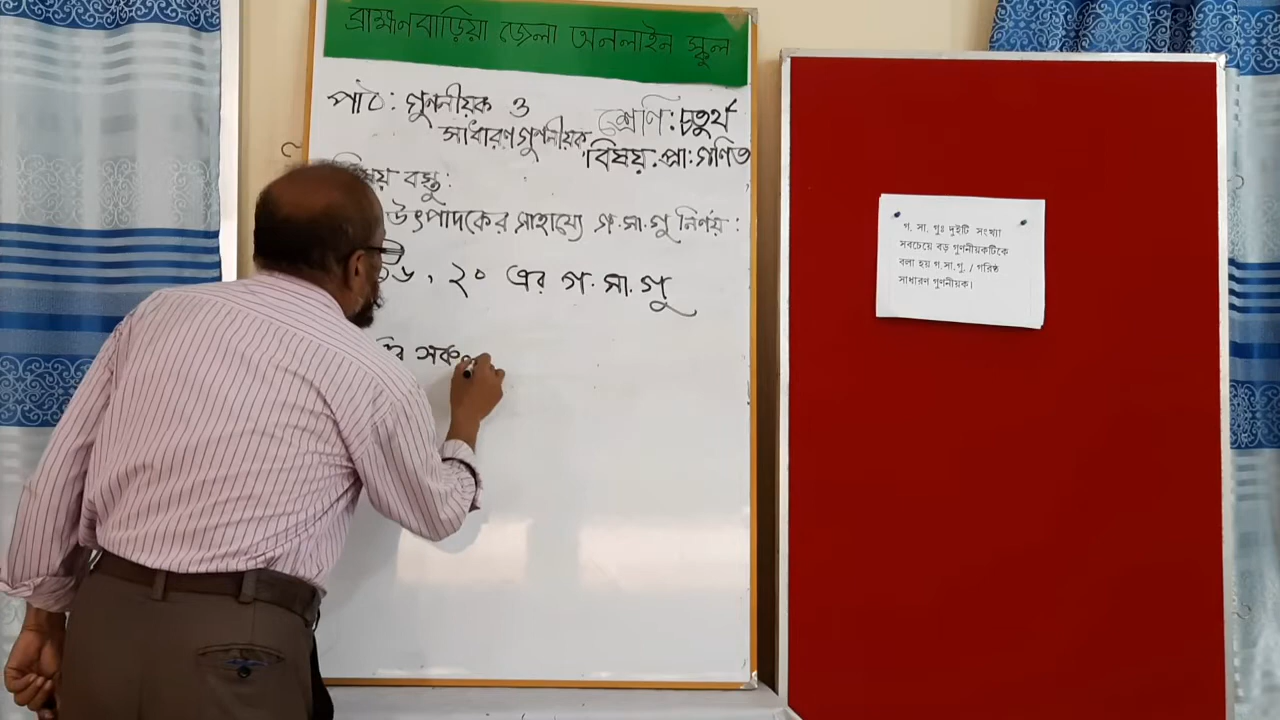 ব্রাহ্মনবাড়িয়া জেলা অনলাইন স্কুল
পাঠ: গুণনীয়ক ও
সাধারণ গুণনীয়ক
শ্রেণি: চতুর্থ
বিষয়: প্রা: গণিত
বস্তু:
উৎপাদকের সাহায্যে গ.সা.গু নির্ণয়:
, ২০ এর গ.সা.গু
গ. সা. গুঃ দুইটি সংখ্যা
সবচেয়ে বড় গুণনীয়কটিকে
বলা হয় গ.সা.গু. / গরিষ্ঠ
সাধারণ গুণনীয়ক।